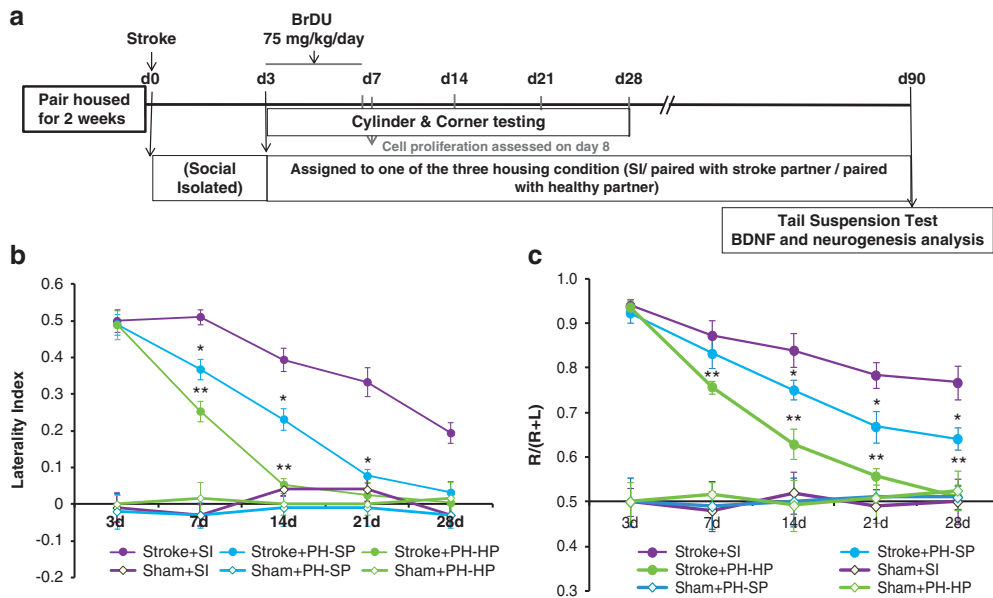 a
BrDU
75 mg/kg/day
Stroke
d0 d3 d7 d14 d21 d28 d90
Pair housed
for 2 weeks
Cylinder & Corner testing
Cell proliferation assessed on day 8
(Social
Isolated)
Assigned to one of the three housing condition (SI/ paired with stroke partner / paired
with healthy partner)
Tail Suspension Test
BDNF and neurogenesis analysis
b
Laterality Index
0.6
0.5
0.4
0.3
0.2
0.1
0
-0.1
-0.2
*
**
*
**
*
3d 7d 14d 21d 28d
Stroke+SI Stroke+PH-SP Stroke+PH-HP
Sham+SI Sham+PH-SP Sham+PH-HP
c
R/(R+L)
1.0
0.9
0.8
0.7
0.6
0.5
0.4
0.3
**
*
**
*
**
*
**
3d 7d 14d 21d 28d
Stroke+SI Stroke+PH-SP
Stroke+PH-HP Sham+SI
Sham+PH-SP Sham+PH-HP